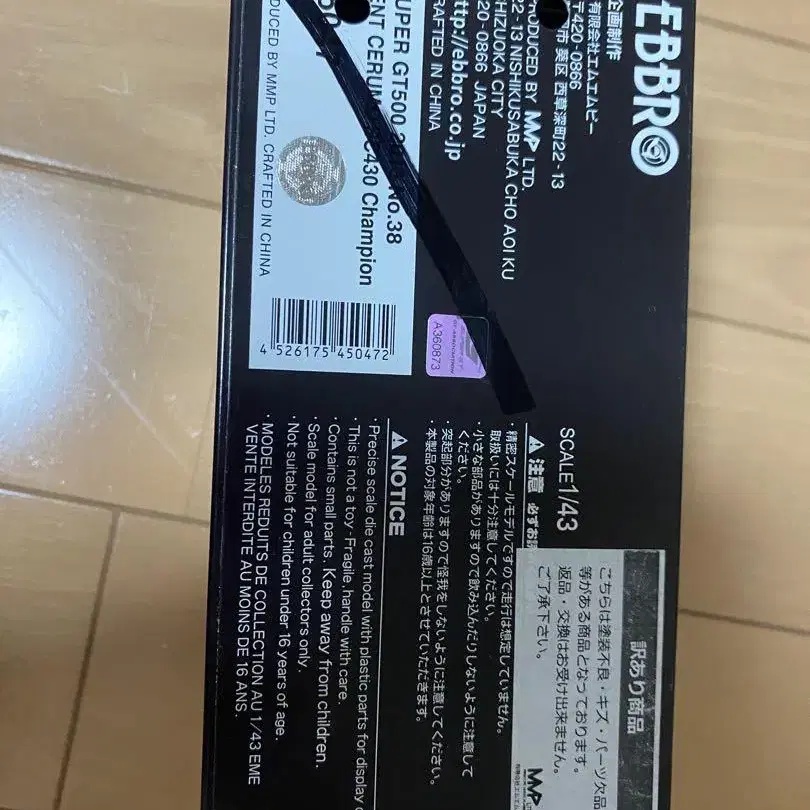 EBBRO
企画制作
有限会社エムエムピー
〒420-0866
市 葵区 西草深町22-13
PRODUCED BY MMP LTD.
22-13 NISHIKUSABUKA CHO AOI KU
SHIZUOKA CITY
420-0866 JAPAN
http://ebbro.co.jp
CRAFTED IN CHINA
SUPER GT500 No.38
CERUMO SC430 Champion
PRODUCED BY MMP LTD. CRAFTED IN CHINA
4 526175 450472
A360873
SCALE1/43
注意 必ずお読
・精密スケールモデルですので走行は想定していません。
取扱いには十分注意してください。
・小さな部品がありますので飲み込んだりしないように注意して
ください。
・突起部分がありますので怪我をしないように注意してください。
・本製品の対象年齢は16歳以上とさせていただきます。
NOTICE
・Precise scale die cast model with plastic parts for display
・This is not a toy・Fragile, handle with care.
・Contains small parts. Keep away from children.
・Scale model for adult collectors only.
・Not suitable for children under 16 years of age.
・MODELES REDUITS DE COLLECTION AU 1/43 EME
VENTE INTERDITE AU MOINS DE 16 ANS.
訳あり商品
こちらは塗装不良・キズ・パーツ欠品
等がある商品となっております。
返品・交換はお受け出来ません。
ご了承下さい。
MMP